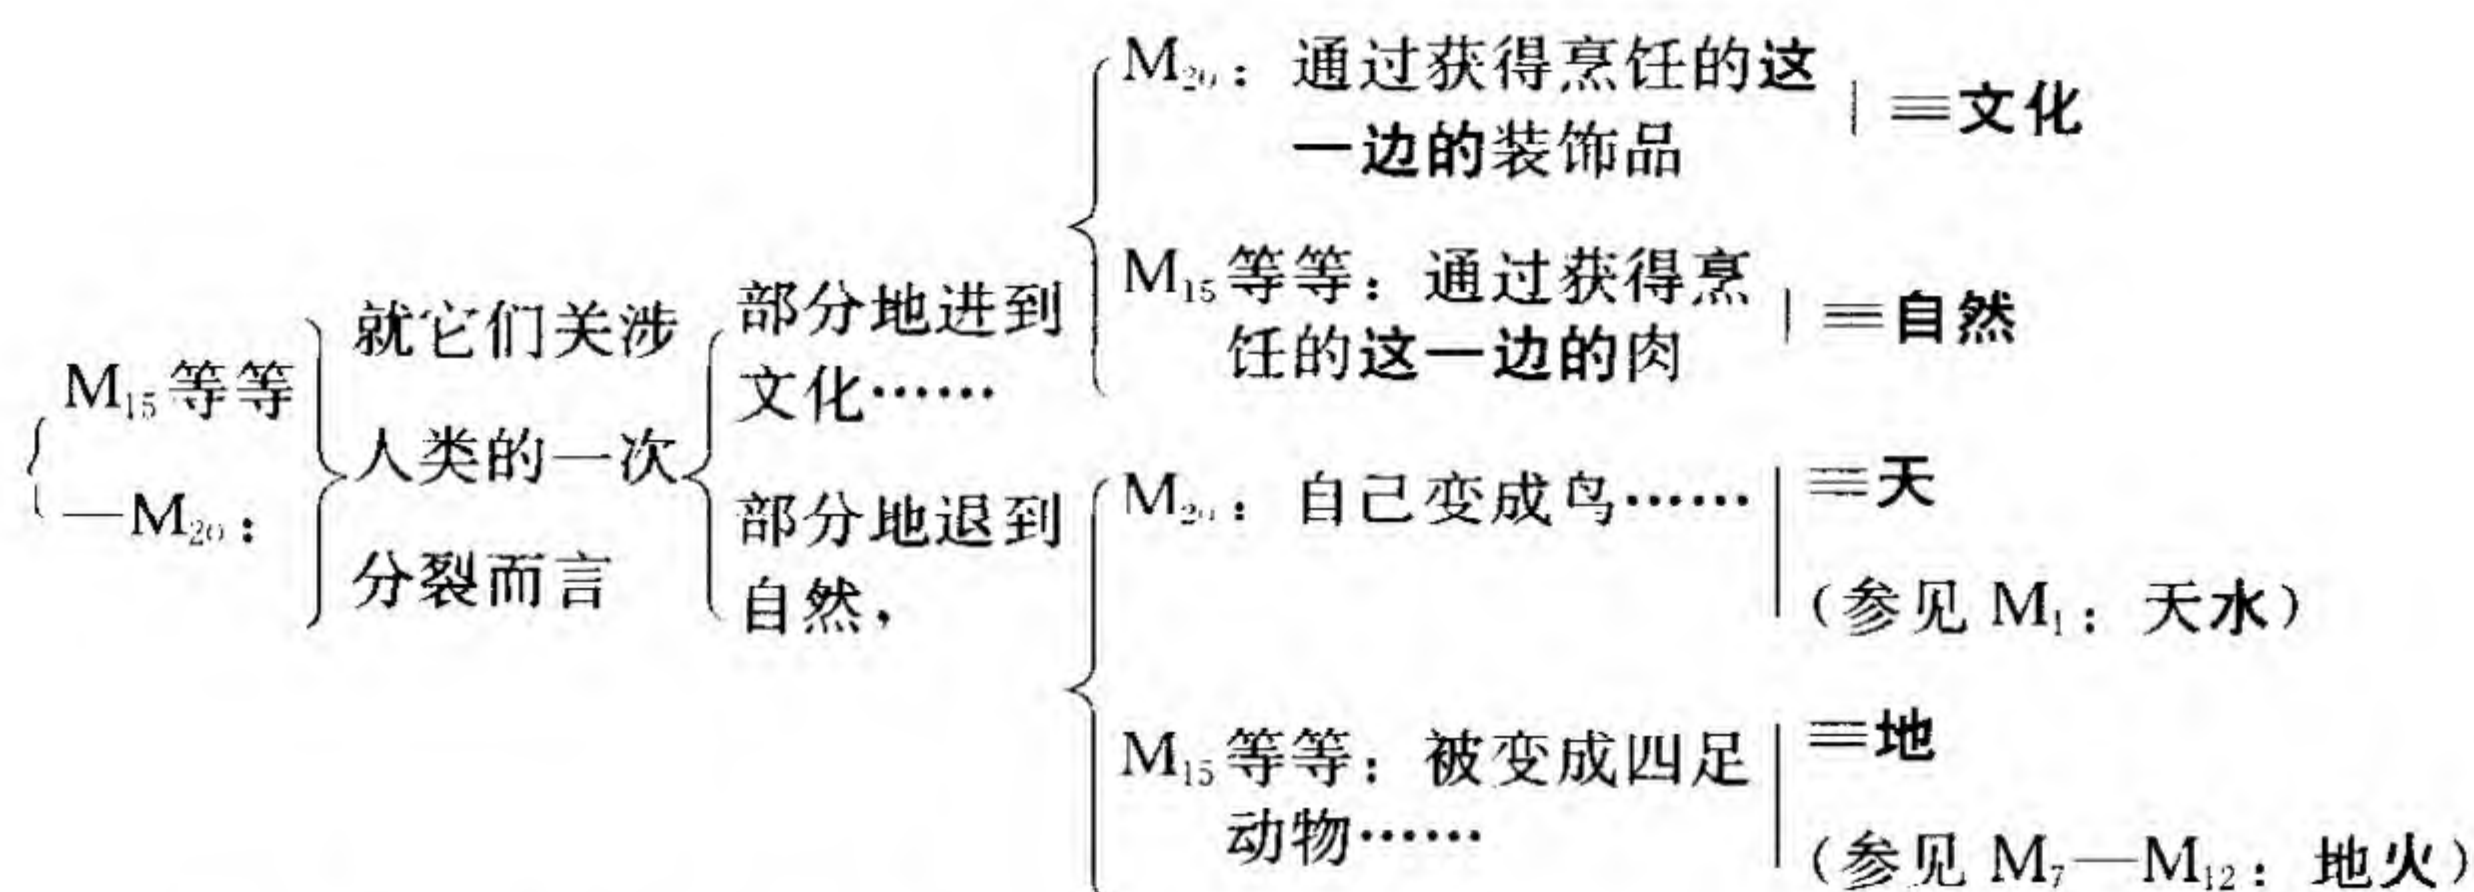 M₁₅等等
—M₂₀：
就它们关涉
人类的一次
分裂而言
部分地进到
文化……
M₂₀：通过获得烹饪的这
一边的装饰品
≡文化
M₁₅等等：通过获得烹
饪的这一边的肉
≡自然
部分地退到
自然，
M₂₀：自己变成鸟……
≡天
（参见 M₁：天水）
M₁₅等等：被变成四足
动物……
≡地
（参见 M₇—M₁₂：地火）